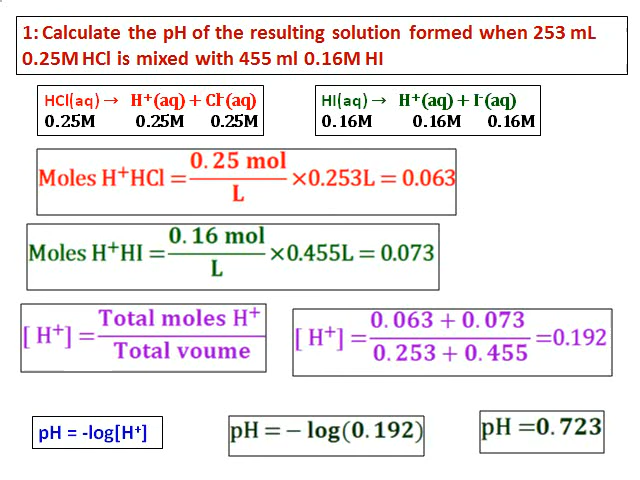 1: Calculate the pH of the resulting solution formed when 253 mL
0.25M HCl is mixed with 455 ml 0.16M HI
HCl(aq) → H⁺(aq) + Cl⁻(aq)
0.25M 0.25M 0.25M
HI(aq) → H⁺(aq) + I⁻(aq)
0.16M 0.16M 0.16M
Moles H⁺HCl = 0.25 mol / L ×0.253L = 0.063
Moles H⁺HI = 0.16 mol / L ×0.455L = 0.073
[ H⁺] = Total moles H⁺ / Total voume
[ H⁺] = 0.063 + 0.073 / 0.253 + 0.455 =0.192
pH = -log[H⁺]
pH = − log(0.192)
pH =0.723